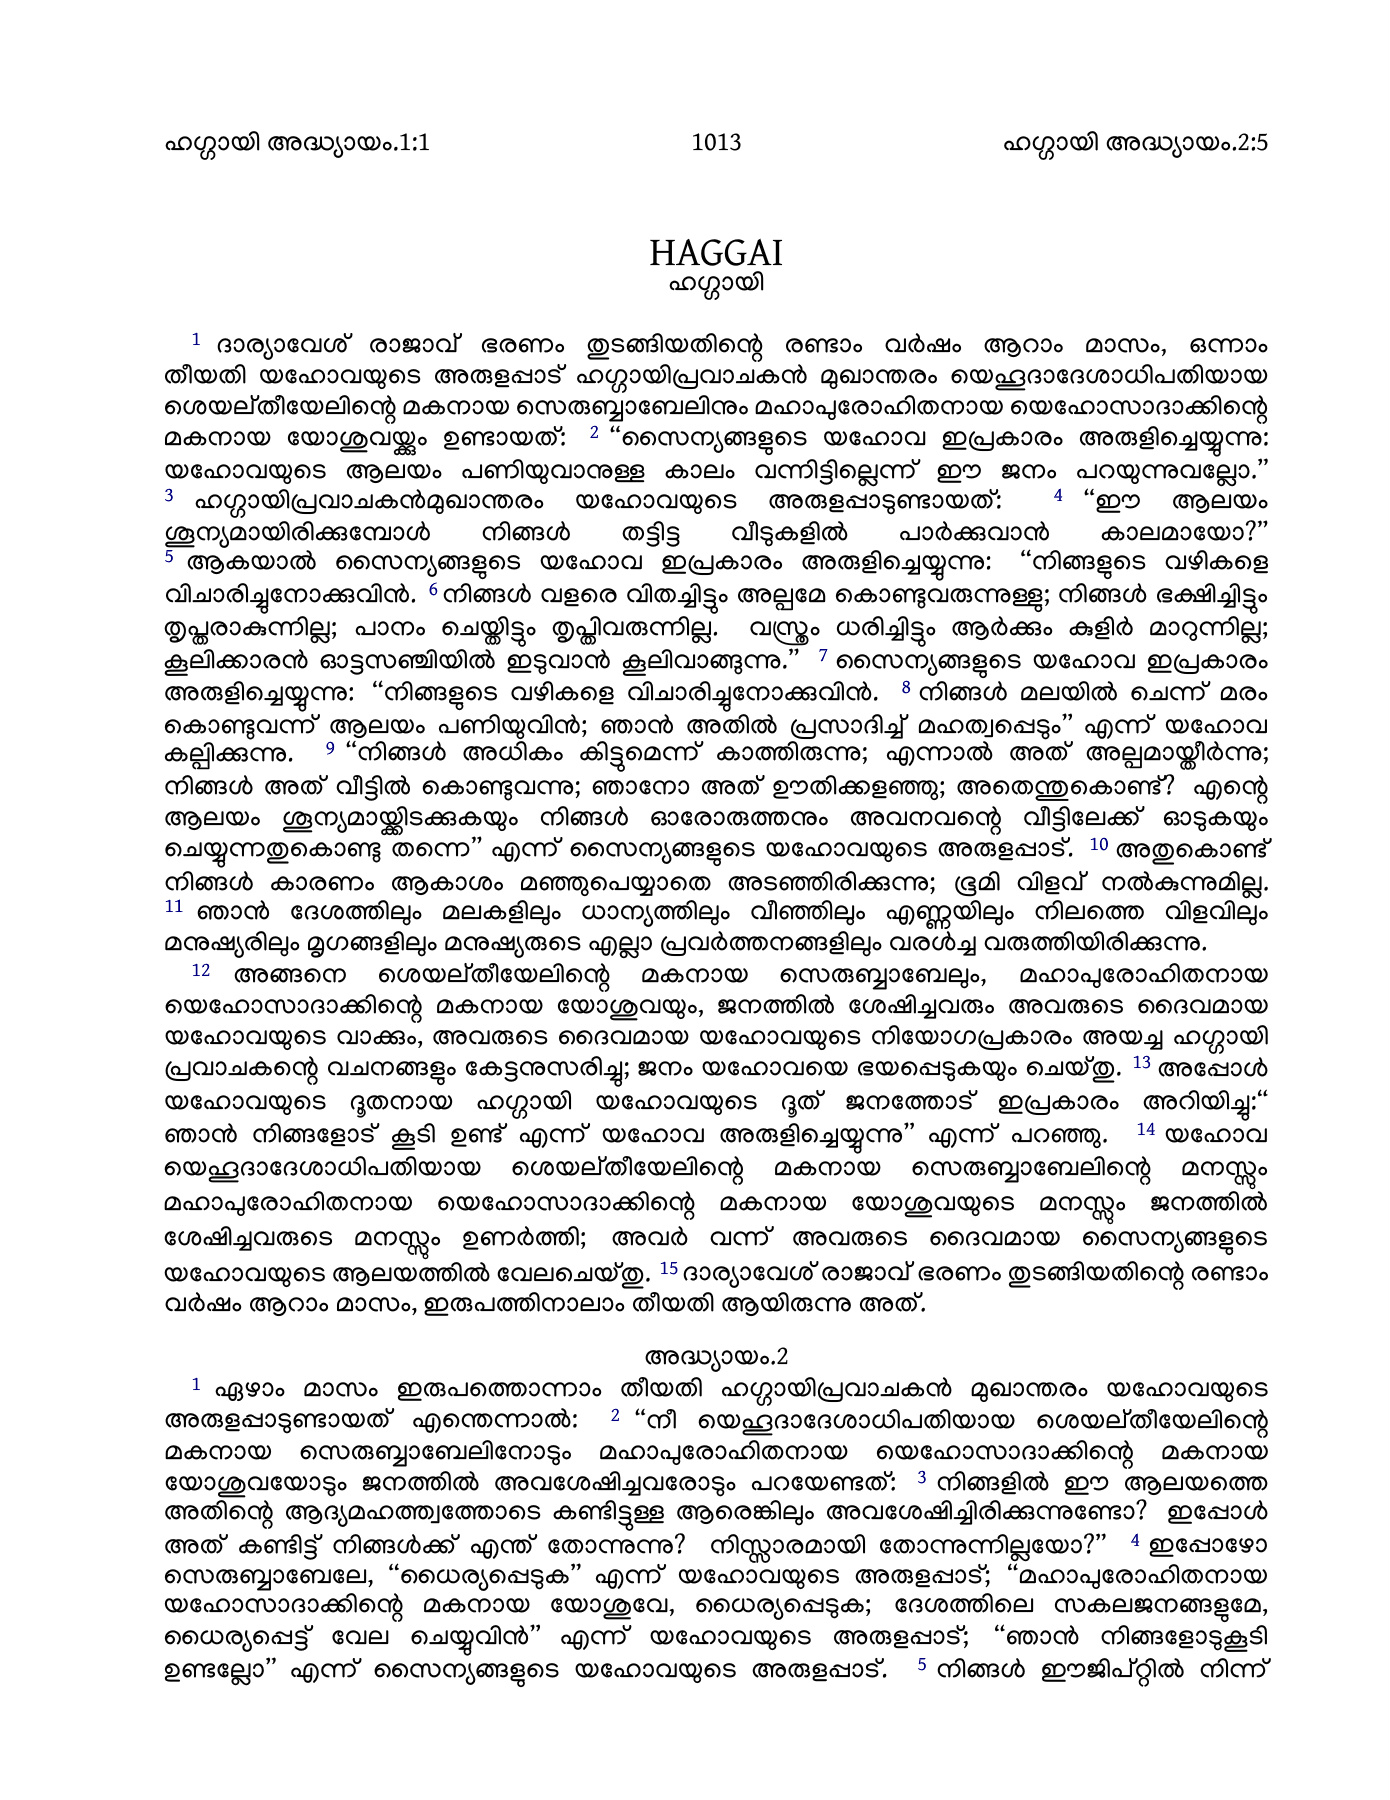 ഹഗ്ഗായി അദ്ധ്യായം.1:1 1013 ഹഗ്ഗായി അദ്ധ്യായം.2:5
HAGGAI
ഹഗ്ഗായി
1 ദാര്യാവേശ് രാജാവ് ഭരണം തുടങ്ങിയതിന്റെ രണ്ടാം വർഷം ആറാം മാസം, ഒന്നാം
തീയതി യഹോവയുടെ അരുളപ്പാട് ഹഗ്ഗായിപ്രവാചകൻ മുഖാന്തരം യെഹൂദാദേശാധിപതിയായ
ശെയല്തീയേലിന്റെ മകനായ സെരുബ്ബാബേലിനും മഹാപുരോഹിതനായ യെഹോസാദാക്കിന്റെ
മകനായ യോശുവയ്ക്കും ഉണ്ടായത്: 2 “സൈന്യങ്ങളുടെ യഹോവ ഇപ്രകാരം അരുളിച്ചെയ്യുന്നു:
യഹോവയുടെ ആലയം പണിയുവാനുള്ള കാലം വന്നിട്ടില്ലെന്ന് ഈ ജനം പറയുന്നുവല്ലോ.”
3 ഹഗ്ഗായിപ്രവാചകൻമുഖാന്തരം യഹോവയുടെ അരുളപ്പാടുണ്ടായത്: 4 “ഈ ആലയം
ശൂന്യമായിരിക്കുമ്പോൾ നിങ്ങൾ തട്ടിട്ട വീടുകളിൽ പാർക്കുവാൻ കാലമായോ?”
5 ആകയാൽ സൈന്യങ്ങളുടെ യഹോവ ഇപ്രകാരം അരുളിച്ചെയ്യുന്നു: “നിങ്ങളുടെ വഴികളെ
വിചാരിച്ചുനോക്കുവിൻ. 6 നിങ്ങൾ വളരെ വിതച്ചിട്ടും അല്പമേ കൊണ്ടുവരുന്നുള്ളു; നിങ്ങൾ ഭക്ഷിച്ചിട്ടും
തൃപ്തരാകുന്നില്ല; പാനം ചെയ്തിട്ടും തൃപ്തിവരുന്നില്ല. വസ്ത്രം ധരിച്ചിട്ടും ആർക്കും കുളിർ മാറുന്നില്ല;
കൂലിക്കാരൻ ഓട്ടസഞ്ചിയിൽ ഇടുവാൻ കൂലിവാങ്ങുന്നു.” 7 സൈന്യങ്ങളുടെ യഹോവ ഇപ്രകാരം
അരുളിച്ചെയ്യുന്നു: “നിങ്ങളുടെ വഴികളെ വിചാരിച്ചുനോക്കുവിൻ. 8 നിങ്ങൾ മലയിൽ ചെന്ന് മരം
കൊണ്ടുവന്ന് ആലയം പണിയുവിൻ; ഞാൻ അതിൽ പ്രസാദിച്ച് മഹത്വപ്പെടും” എന്ന് യഹോവ
കല്പിക്കുന്നു. 9 “നിങ്ങൾ അധികം കിട്ടുമെന്ന് കാത്തിരുന്നു; എന്നാൽ അത് അല്പമായ്തീർന്നു;
നിങ്ങൾ അത് വീട്ടിൽ കൊണ്ടുവന്നു; ഞാനോ അത് ഊതിക്കളഞ്ഞു; അതെന്തുകൊണ്ട്? എന്റെ
ആലയം ശൂന്യമായ്ക്കിടക്കുകയും നിങ്ങൾ ഓരോരുത്തനും അവനവന്റെ വീട്ടിലേക്ക് ഓടുകയും
ചെയ്യുന്നതുകൊണ്ടു തന്നെ” എന്ന് സൈന്യങ്ങളുടെ യഹോവയുടെ അരുളപ്പാട്. 10 അതുകൊണ്ട്
നിങ്ങൾ കാരണം ആകാശം മഞ്ഞുപെയ്യാതെ അടഞ്ഞിരിക്കുന്നു; ഭൂമി വിളവ് നൽകുന്നുമില്ല.
11 ഞാൻ ദേശത്തിലും മലകളിലും ധാന്യത്തിലും വീഞ്ഞിലും എണ്ണയിലും നിലത്തെ വിളവിലും
മനുഷ്യരിലും മൃഗങ്ങളിലും മനുഷ്യരുടെ എല്ലാ പ്രവർത്തനങ്ങളിലും വരൾച്ച വരുത്തിയിരിക്കുന്നു.
12 അങ്ങനെ ശെയല്തീയേലിന്റെ മകനായ സെരുബ്ബാബേലും, മഹാപുരോഹിതനായ
യെഹോസാദാക്കിന്റെ മകനായ യോശുവയും, ജനത്തിൽ ശേഷിച്ചവരും അവരുടെ ദൈവമായ
യഹോവയുടെ വാക്കും, അവരുടെ ദൈവമായ യഹോവയുടെ നിയോഗപ്രകാരം അയച്ച ഹഗ്ഗായി
പ്രവാചകന്റെ വചനങ്ങളും കേട്ടനുസരിച്ചു; ജനം യഹോവയെ ഭയപ്പെടുകയും ചെയ്തു. 13 അപ്പോൾ
യഹോവയുടെ ദൂതനായ ഹഗ്ഗായി യഹോവയുടെ ദൂത് ജനത്തോട് ഇപ്രകാരം അറിയിച്ചു:“
ഞാൻ നിങ്ങളോട് കൂടി ഉണ്ട് എന്ന് യഹോവ അരുളിച്ചെയ്യുന്നു” എന്ന് പറഞ്ഞു. 14 യഹോവ
യെഹൂദാദേശാധിപതിയായ ശെയല്തീയേലിന്റെ മകനായ സെരുബ്ബാബേലിന്റെ മനസ്സും
മഹാപുരോഹിതനായ യെഹോസാദാക്കിന്റെ മകനായ യോശുവയുടെ മനസ്സും ജനത്തിൽ
ശേഷിച്ചവരുടെ മനസ്സും ഉണർത്തി; അവർ വന്ന് അവരുടെ ദൈവമായ സൈന്യങ്ങളുടെ
യഹോവയുടെ ആലയത്തിൽ വേലചെയ്തു. 15 ദാര്യാവേശ് രാജാവ് ഭരണം തുടങ്ങിയതിന്റെ രണ്ടാം
വർഷം ആറാം മാസം, ഇരുപത്തിനാലാം തീയതി ആയിരുന്നു അത്.
അദ്ധ്യായം.2
1 ഏഴാം മാസം ഇരുപത്തൊന്നാം തീയതി ഹഗ്ഗായിപ്രവാചകൻ മുഖാന്തരം യഹോവയുടെ
അരുളപ്പാടുണ്ടായത് എന്തെന്നാൽ: 2 “നീ യെഹൂദാദേശാധിപതിയായ ശെയല്തീയേലിന്റെ
മകനായ സെരുബ്ബാബേലിനോടും മഹാപുരോഹിതനായ യെഹോസാദാക്കിന്റെ മകനായ
യോശുവയോടും ജനത്തിൽ അവശേഷിച്ചവരോടും പറയേണ്ടത്: 3 നിങ്ങളിൽ ഈ ആലയത്തെ
അതിന്റെ ആദ്യമഹത്ത്വത്തോടെ കണ്ടിട്ടുള്ള ആരെങ്കിലും അവശേഷിച്ചിരിക്കുന്നുണ്ടോ? ഇപ്പോൾ
അത് കണ്ടിട്ട് നിങ്ങൾക്ക് എന്ത് തോന്നുന്നു? നിസ്സാരമായി തോന്നുന്നില്ലയോ?” 4 ഇപ്പോഴോ
സെരുബ്ബാബേലേ, “ധൈര്യപ്പെടുക” എന്ന് യഹോവയുടെ അരുളപ്പാട്; “മഹാപുരോഹിതനായ
യഹോസാദാക്കിന്റെ മകനായ യോശുവേ, ധൈര്യപ്പെടുക; ദേശത്തിലെ സകലജനങ്ങളുമേ,
ധൈര്യപ്പെട്ട് വേല ചെയ്യുവിൻ” എന്ന് യഹോവയുടെ അരുളപ്പാട്; “ഞാൻ നിങ്ങളോടുകൂടി
ഉണ്ടല്ലോ” എന്ന് സൈന്യങ്ങളുടെ യഹോവയുടെ അരുളപ്പാട്. 5 നിങ്ങൾ ഈജിപ്റ്റിൽ നിന്ന്